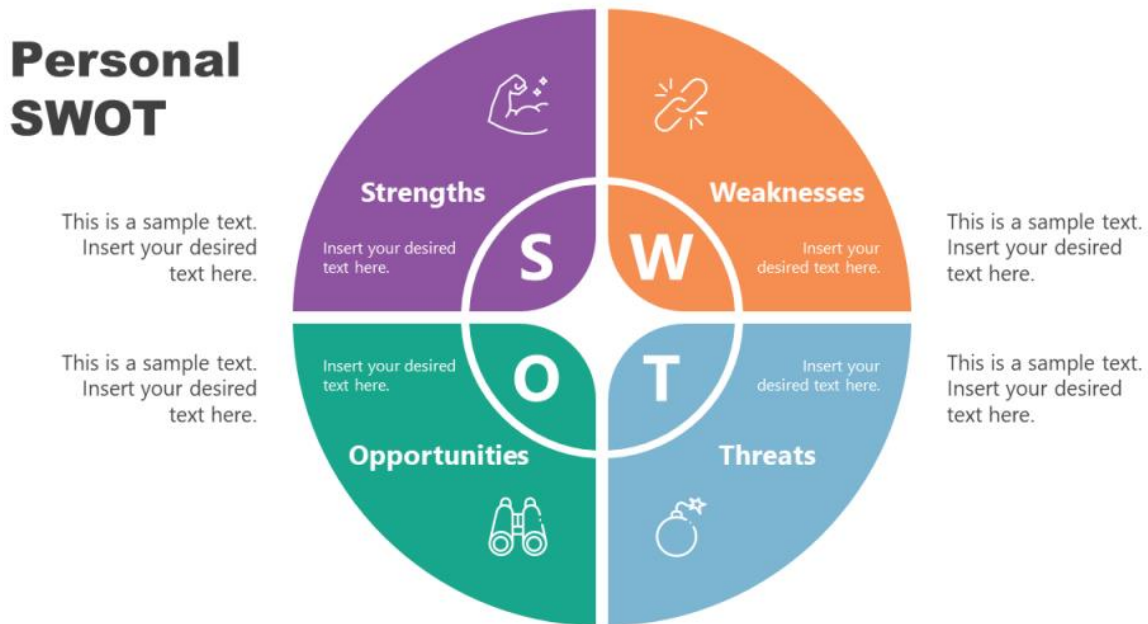 Personal
SWOT
Strengths
Weaknesses
This is a sample text.
Insert your desired
text here.
Insert your desired
text here.
S
W
Insert your
desired text here.
This is a sample text.
Insert your desired
text here.
This is a sample text.
Insert your desired
text here.
Insert your desired
text here.
O
T
Insert your
desired text here.
This is a sample text.
Insert your desired
text here.
Opportunities
Threats